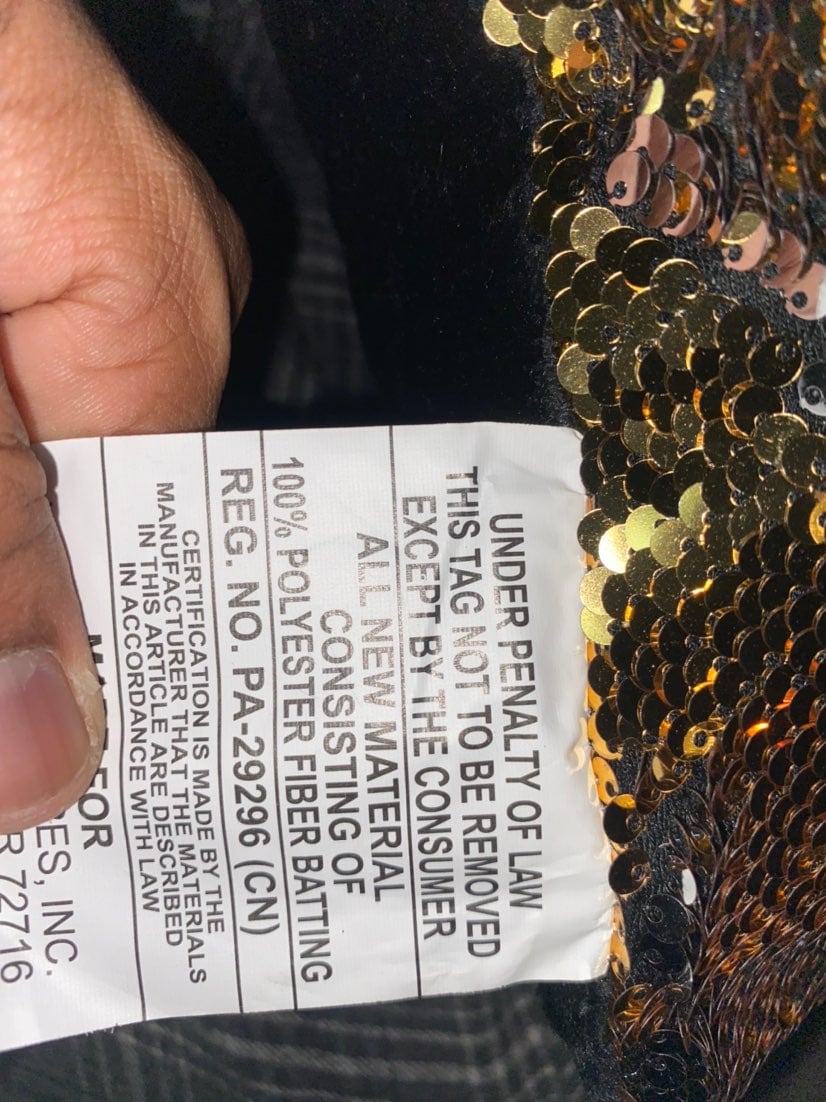 UNDER PENALTY OF LAW
THIS TAG NOT TO BE REMOVED
EXCEPT BY THE CONSUMER
ALL NEW MATERIAL
CONSISTING OF
100% POLYESTER FIBER BATTING
REG. NO. PA-29296 (CN)
CERTIFICATION IS MADE BY THE
MANUFACTURER THAT THE MATERIALS
IN THIS ARTICLE ARE DESCRIBED
IN ACCORDANCE WITH LAW
FOR
ES, INC.
R 72716